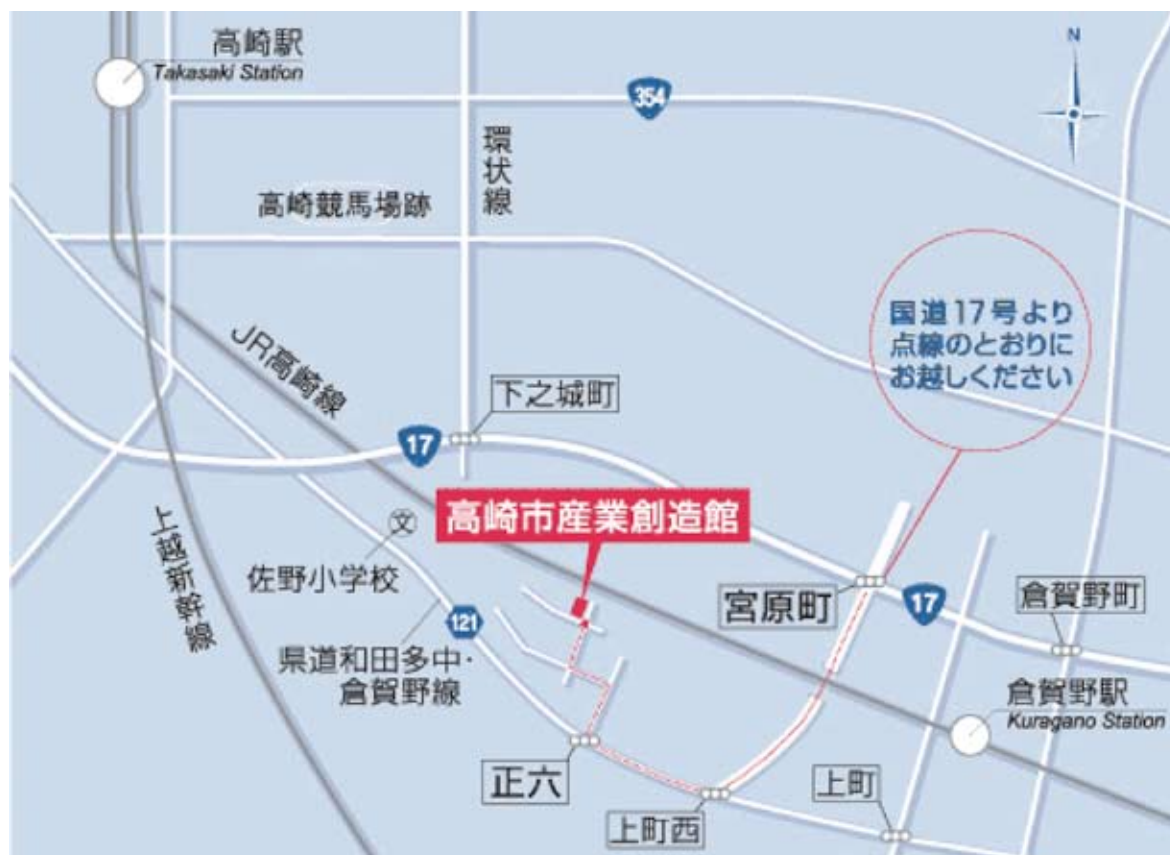 高崎駅
Takasaki Station
N
354
環状線
高崎競馬場跡
国道17号より
点線のとおりに
お越しください
JR高崎線
下之城町
17
高崎市産業創造館
文
上越新幹線
佐野小学校
宮原町
17
倉賀野町
121
県道和田多中・
倉賀野線
倉賀野駅
Kuragano Station
正六
上町
上町西